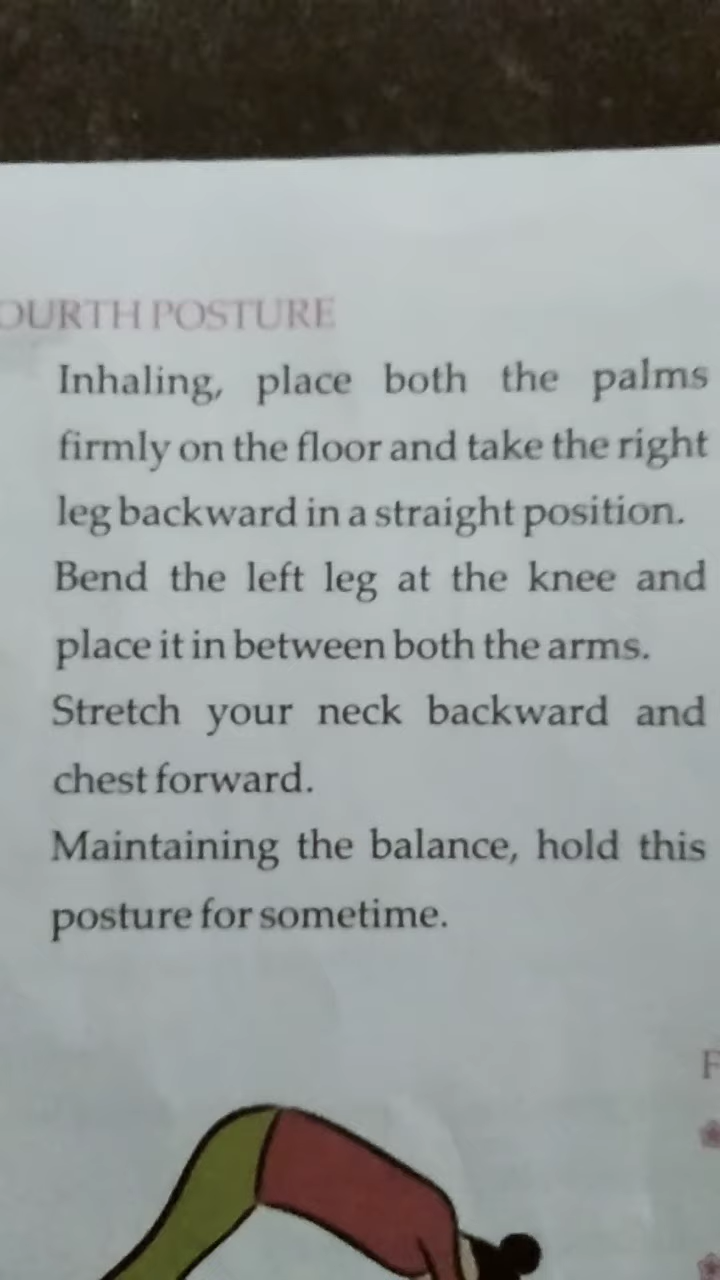 OURTH POSTURE
Inhaling, place both the palms
firmly on the floor and take the right
leg backward in a straight position.
Bend the left leg at the knee and
place it in between both the arms.
Stretch your neck backward and
chest forward.
Maintaining the balance, hold this
posture for sometime.
F